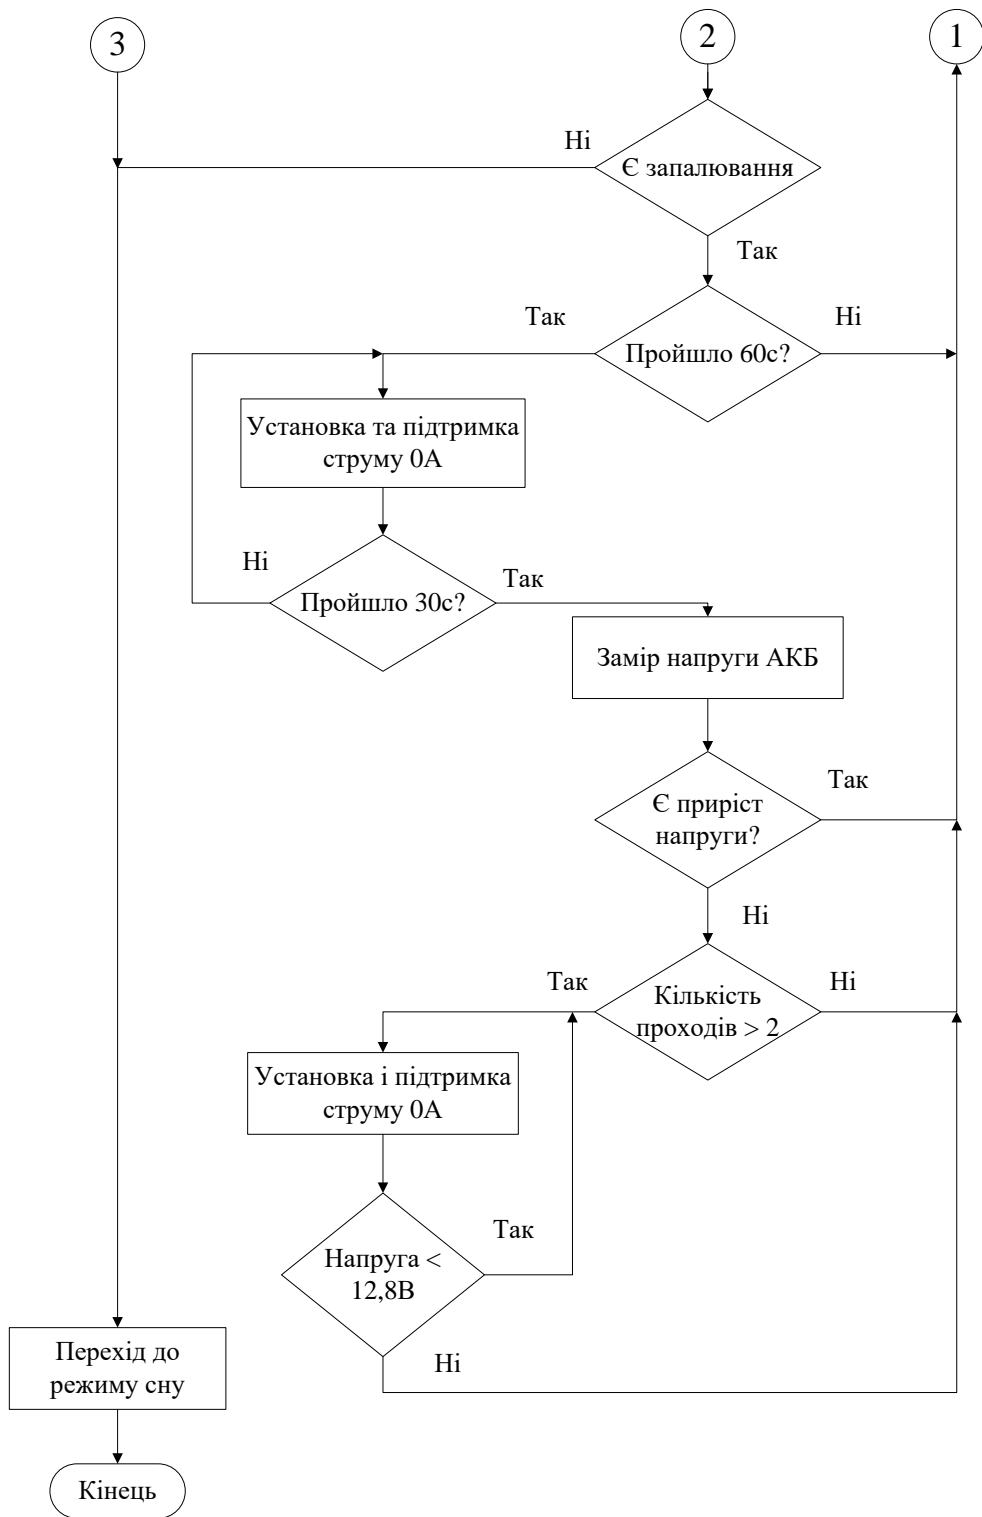 3
2
1
Ні
Є запалювання
Так
Так
Ні
Пройшло 60с?
Установка та підтримка
струму 0А
Ні
Так
Пройшло 30с?
Замір напруги АКБ
Є приріст
напруги?
Так
Ні
Так
Кількість
проходів > 2
Ні
Установка і підтримка
струму 0А
Напруга <
12,8В
Так
Ні
Перехід до
режиму сну
Кінець